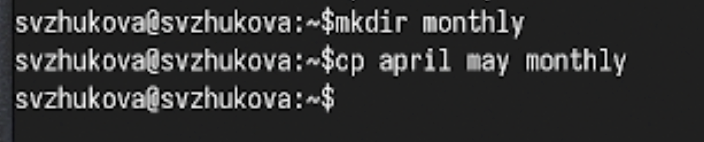 svzhukova@svzhukova:~$mkdir monthly
svzhukova@svzhukova:~$cp april may monthly
svzhukova@svzhukova:~$